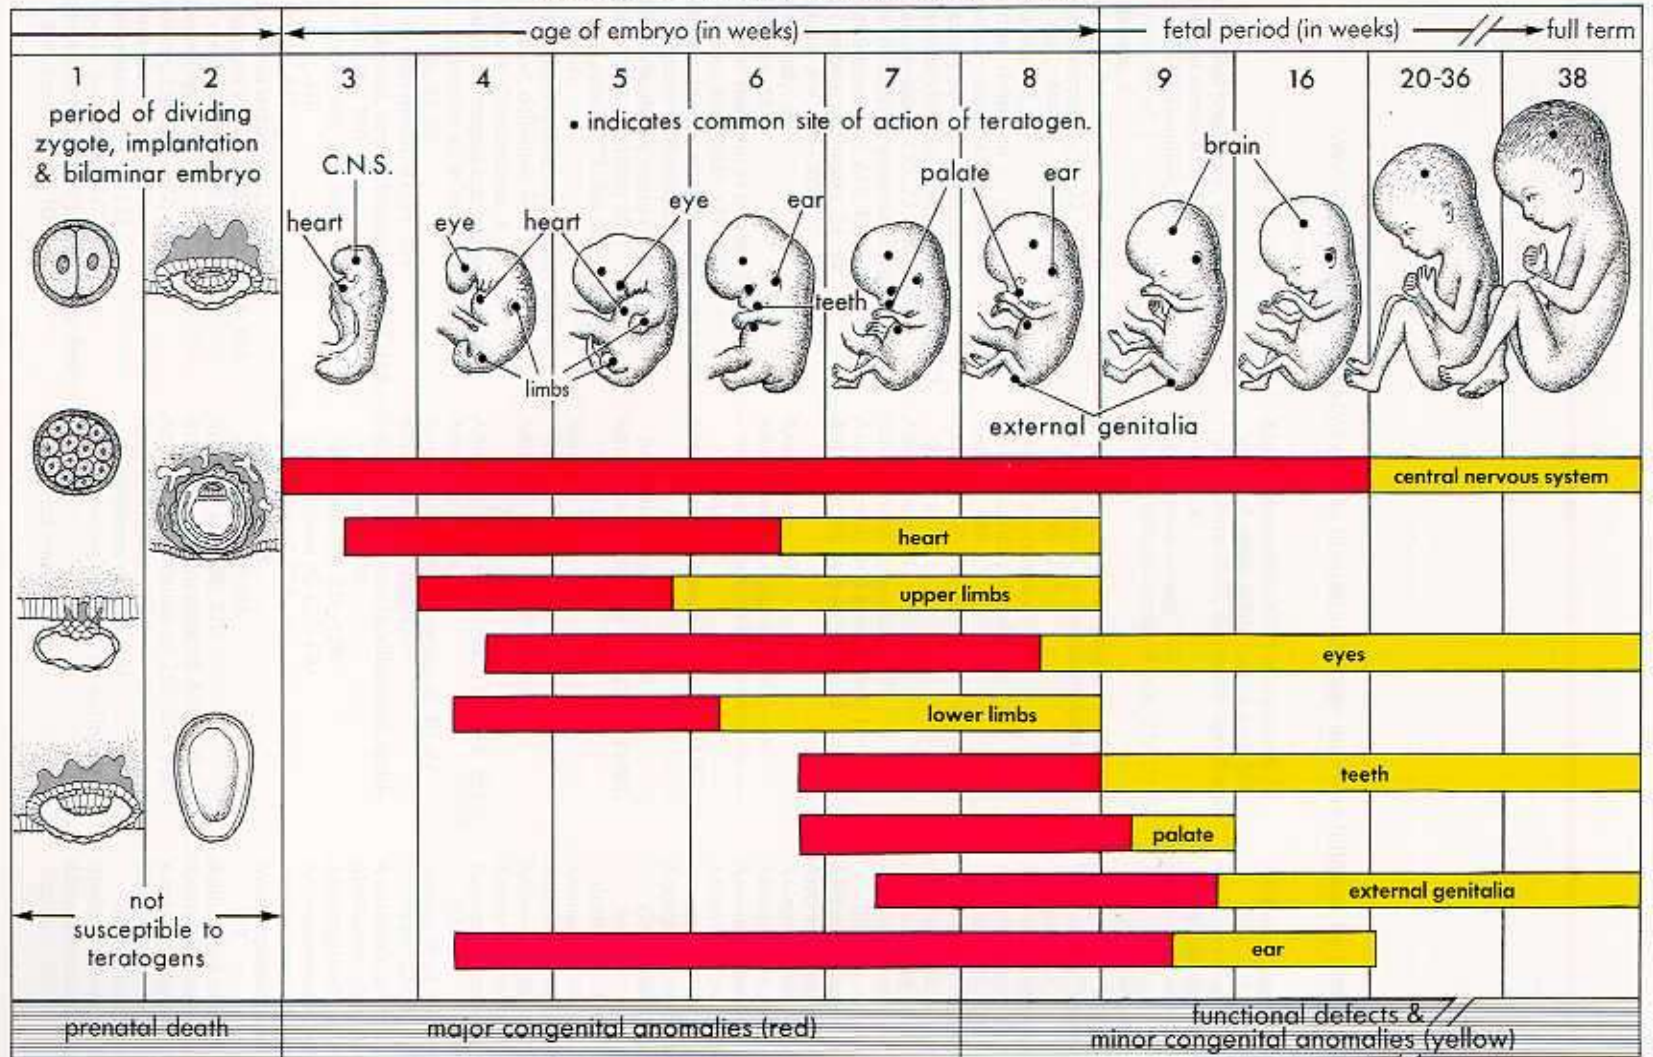 age of embryo (in weeks)
fetal period (in weeks)
full term
1
2
3
4
5
6
7
8
9
16
20-36
38
period of dividing
zygote, implantation
& bilaminar embryo
• indicates common site of action of teratogen.
C.N.S.
heart
eye
heart
eye
ear
palate
ear
brain
teeth
limbs
external genitalia
central nervous system
heart
upper limbs
eyes
lower limbs
teeth
palate
external genitalia
ear
not
susceptible to
teratogens
prenatal death
major congenital anomalies (red)
functional defects &
minor congenital anomalies (yellow)